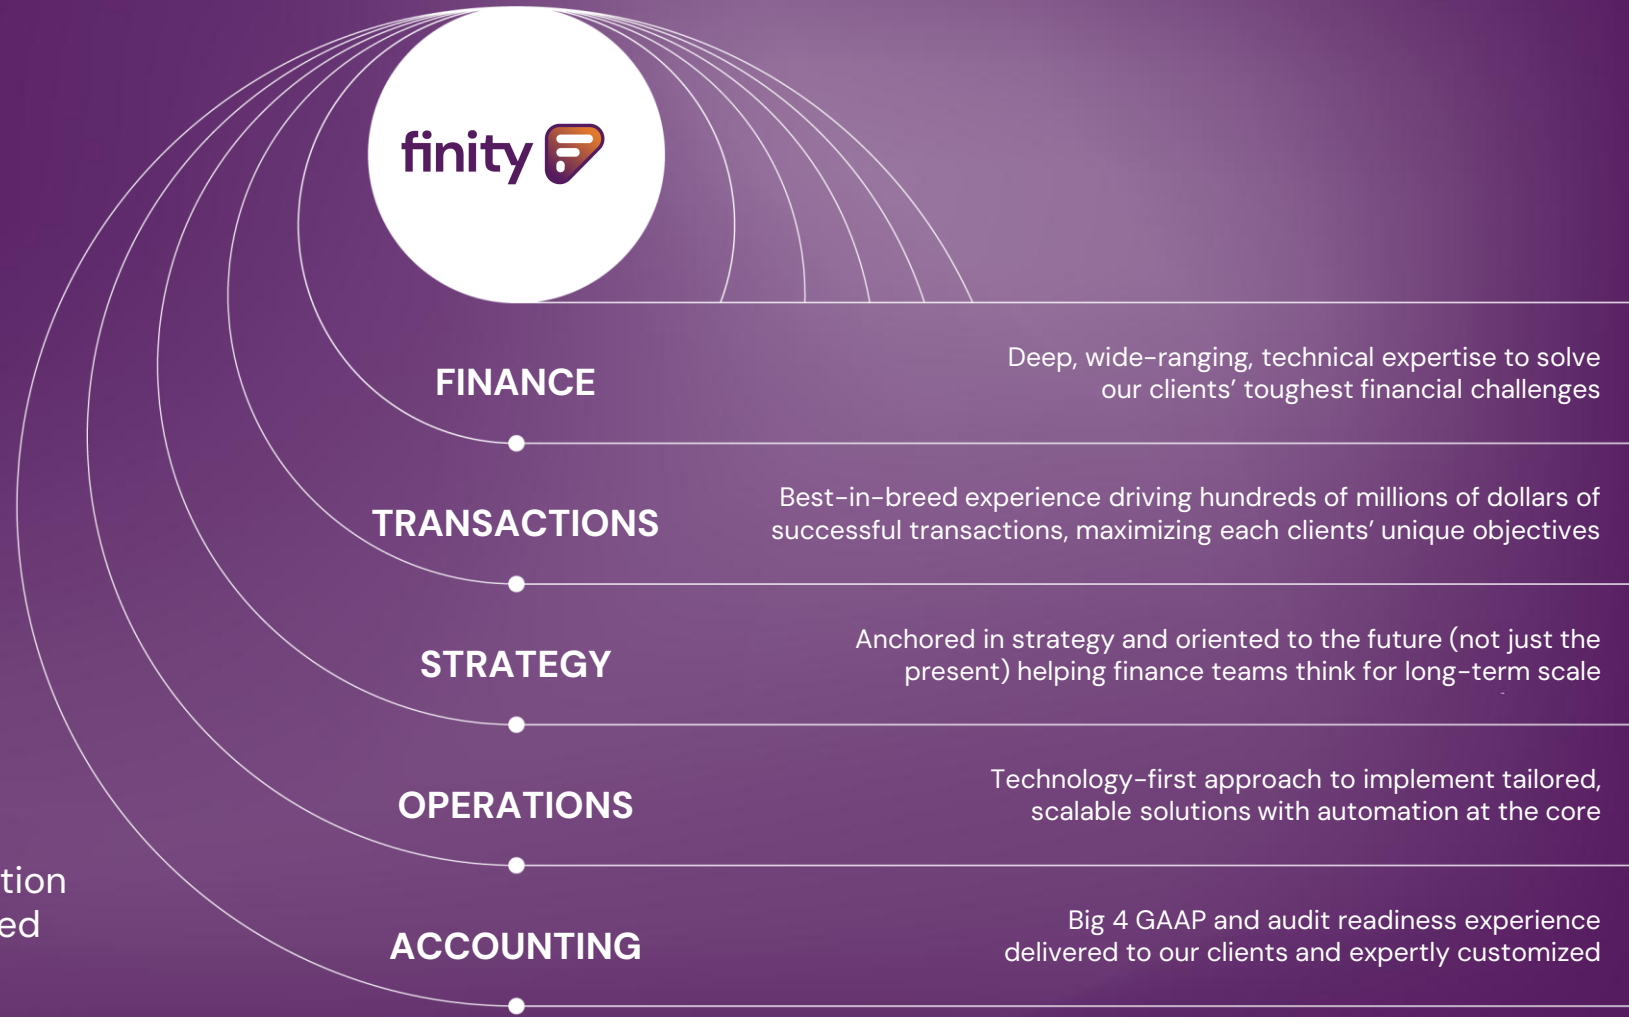 finity
FINANCE
Deep, wide-ranging, technical expertise to solve
our clients’ toughest financial challenges
TRANSACTIONS
Best-in-breed experience driving hundreds of millions of dollars of
successful transactions, maximizing each clients’ unique objectives
STRATEGY
Anchored in strategy and oriented to the future (not just the
present) helping finance teams think for long-term scale
OPERATIONS
Technology-first approach to implement tailored,
scalable solutions with automation at the core
tion
ed
ACCOUNTING
Big 4 GAAP and audit readiness experience
delivered to our clients and expertly customized